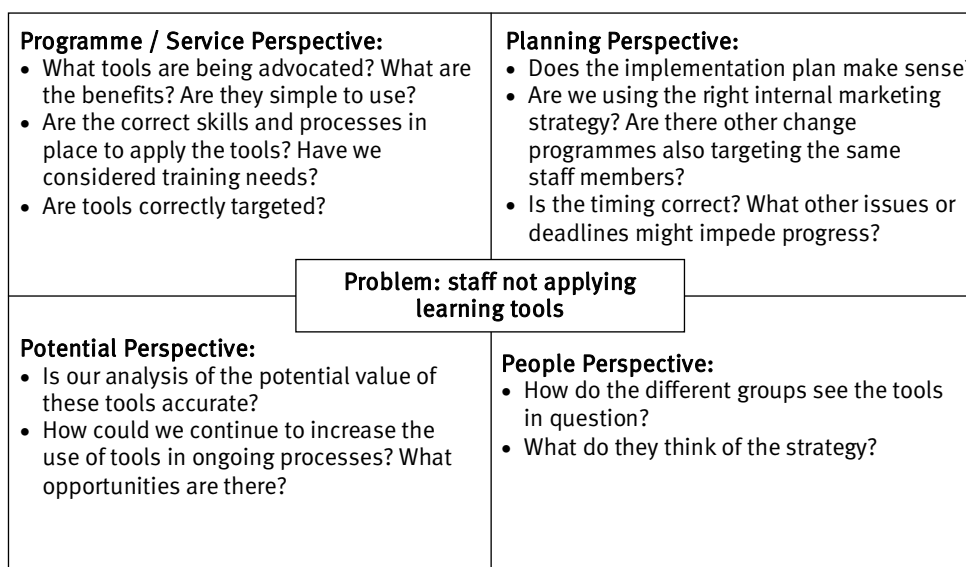 Programme / Service Perspective:
• What tools are being advocated? What are
the benefits? Are they simple to use?
• Are the correct skills and processes in
place to apply the tools? Have we
considered training needs?
• Are tools correctly targeted?
Planning Perspective:
• Does the implementation plan make sense?
• Are we using the right internal marketing
strategy? Are there other change
programmes also targeting the same
staff members?
• Is the timing correct? What other issues or
deadlines might impede progress?
Problem: staff not applying
learning tools
Potential Perspective:
• Is our analysis of the potential value of
these tools accurate?
• How could we continue to increase the
use of tools in ongoing processes? What
opportunities are there?
People Perspective:
• How do the different groups see the tools
in question?
• What do they think of the strategy?